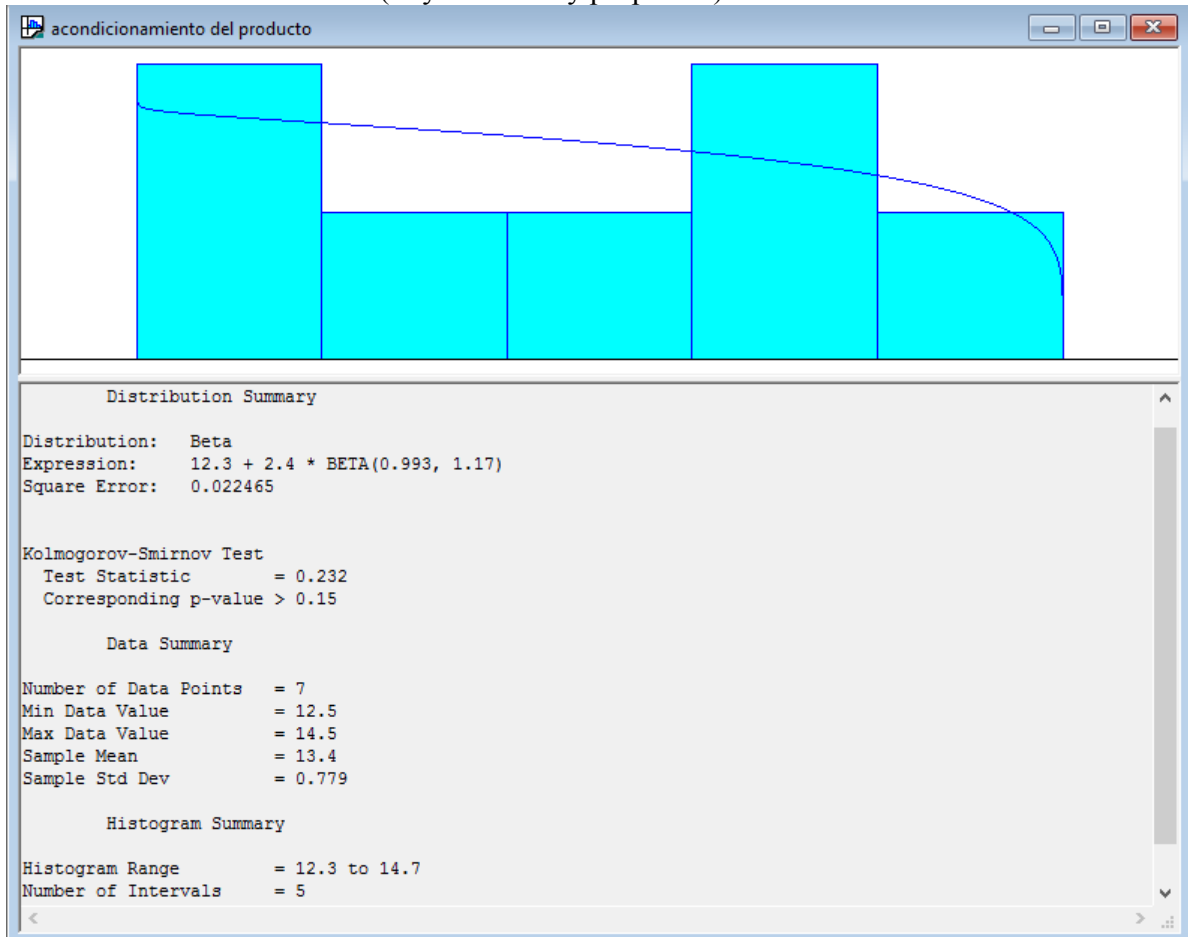 acondicionamiento del producto
Distribution Summary
Distribution: Beta
Expression: 12.3 + 2.4 * BETA(0.993, 1.17)
Square Error: 0.022465
Kolmogorov-Smirnov Test
Test Statistic = 0.232
Corresponding p-value > 0.15
Data Summary
Number of Data Points = 7
Min Data Value = 12.5
Max Data Value = 14.5
Sample Mean = 13.4
Sample Std Dev = 0.779
Histogram Summary
Histogram Range = 12.3 to 14.7
Number of Intervals = 5